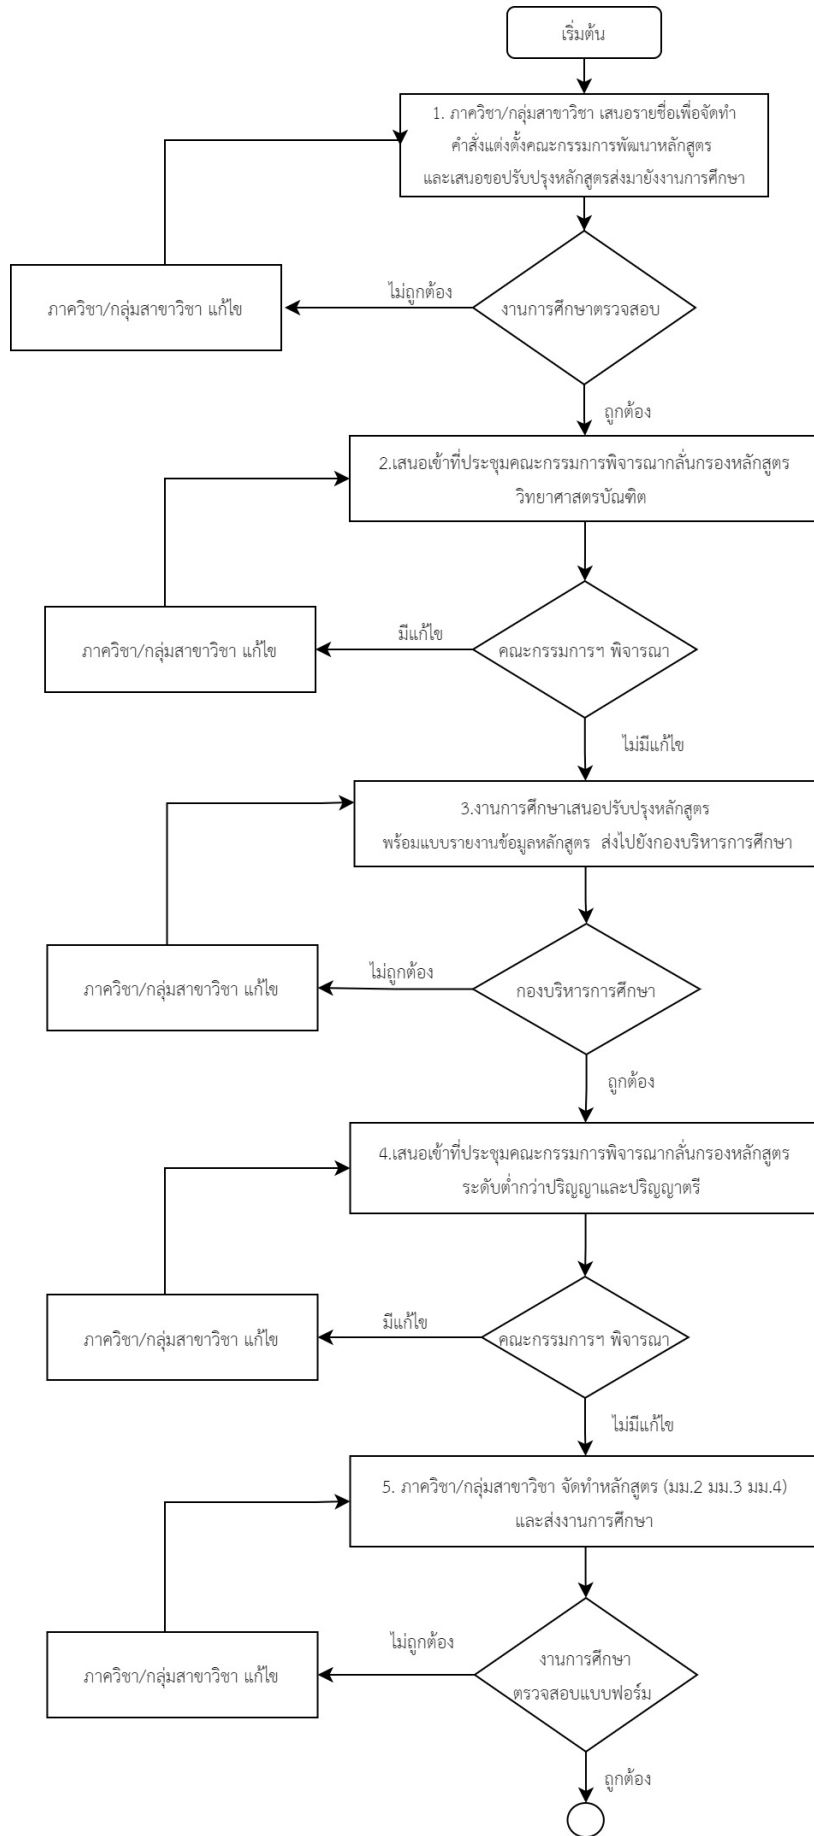 เริ่มต้น
1. ภาควิชา/กลุ่มสาขาวิชา เสนอรายชื่อเพื่อจัดทำ
คำสั่งแต่งตั้งคณะกรรมการพัฒนาหลักสูตร
และเสนอขอปรับปรุงหลักสูตรส่งมายังงานการศึกษา
ไม่ถูกต้อง
ภาควิชา/กลุ่มสาขาวิชา แก้ไข
งานการศึกษาตรวจสอบ
ถูกต้อง
2.เสนอเข้าที่ประชุมคณะกรรมการพิจารณากลั่นกรองหลักสูตร
วิทยาศาสตรบัณฑิต
มีแก้ไข
ภาควิชา/กลุ่มสาขาวิชา แก้ไข
คณะกรรมการฯ พิจารณา
ไม่มีแก้ไข
3.งานการศึกษาเสนอปรับปรุงหลักสูตร
พร้อมแบบรายงานข้อมูลหลักสูตร ส่งไปยังกองบริหารการศึกษา
ไม่ถูกต้อง
ภาควิชา/กลุ่มสาขาวิชา แก้ไข
กองบริหารการศึกษา
ถูกต้อง
4.เสนอเข้าที่ประชุมคณะกรรมการพิจารณากลั่นกรองหลักสูตร
ระดับต่ำกว่าปริญญาและปริญญาตรี
มีแก้ไข
ภาควิชา/กลุ่มสาขาวิชา แก้ไข
คณะกรรมการฯ พิจารณา
ไม่มีแก้ไข
5. ภาควิชา/กลุ่มสาขาวิชา จัดทำหลักสูตร (มม.2 มม.3 มม.4)
และส่งงานการศึกษา
ไม่ถูกต้อง
ภาควิชา/กลุ่มสาขาวิชา แก้ไข
งานการศึกษา
ตรวจสอบแบบฟอร์ม
ถูกต้อง